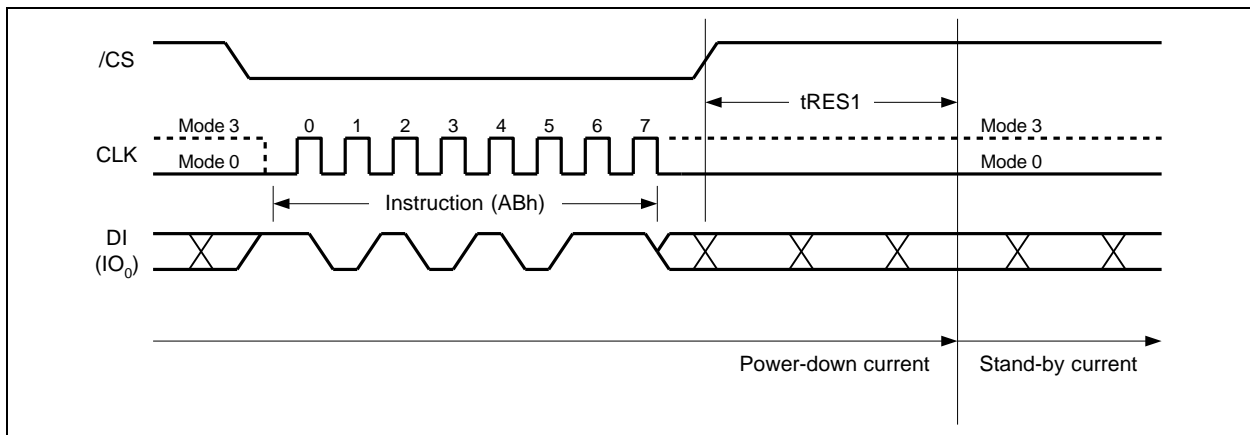 /CS
tRES1
Mode 3
0 1 2 3 4 5 6 7
Mode 3
CLK
Mode 0
Mode 0
Instruction (ABh)
DI
(IO0)
Power-down current
Stand-by current